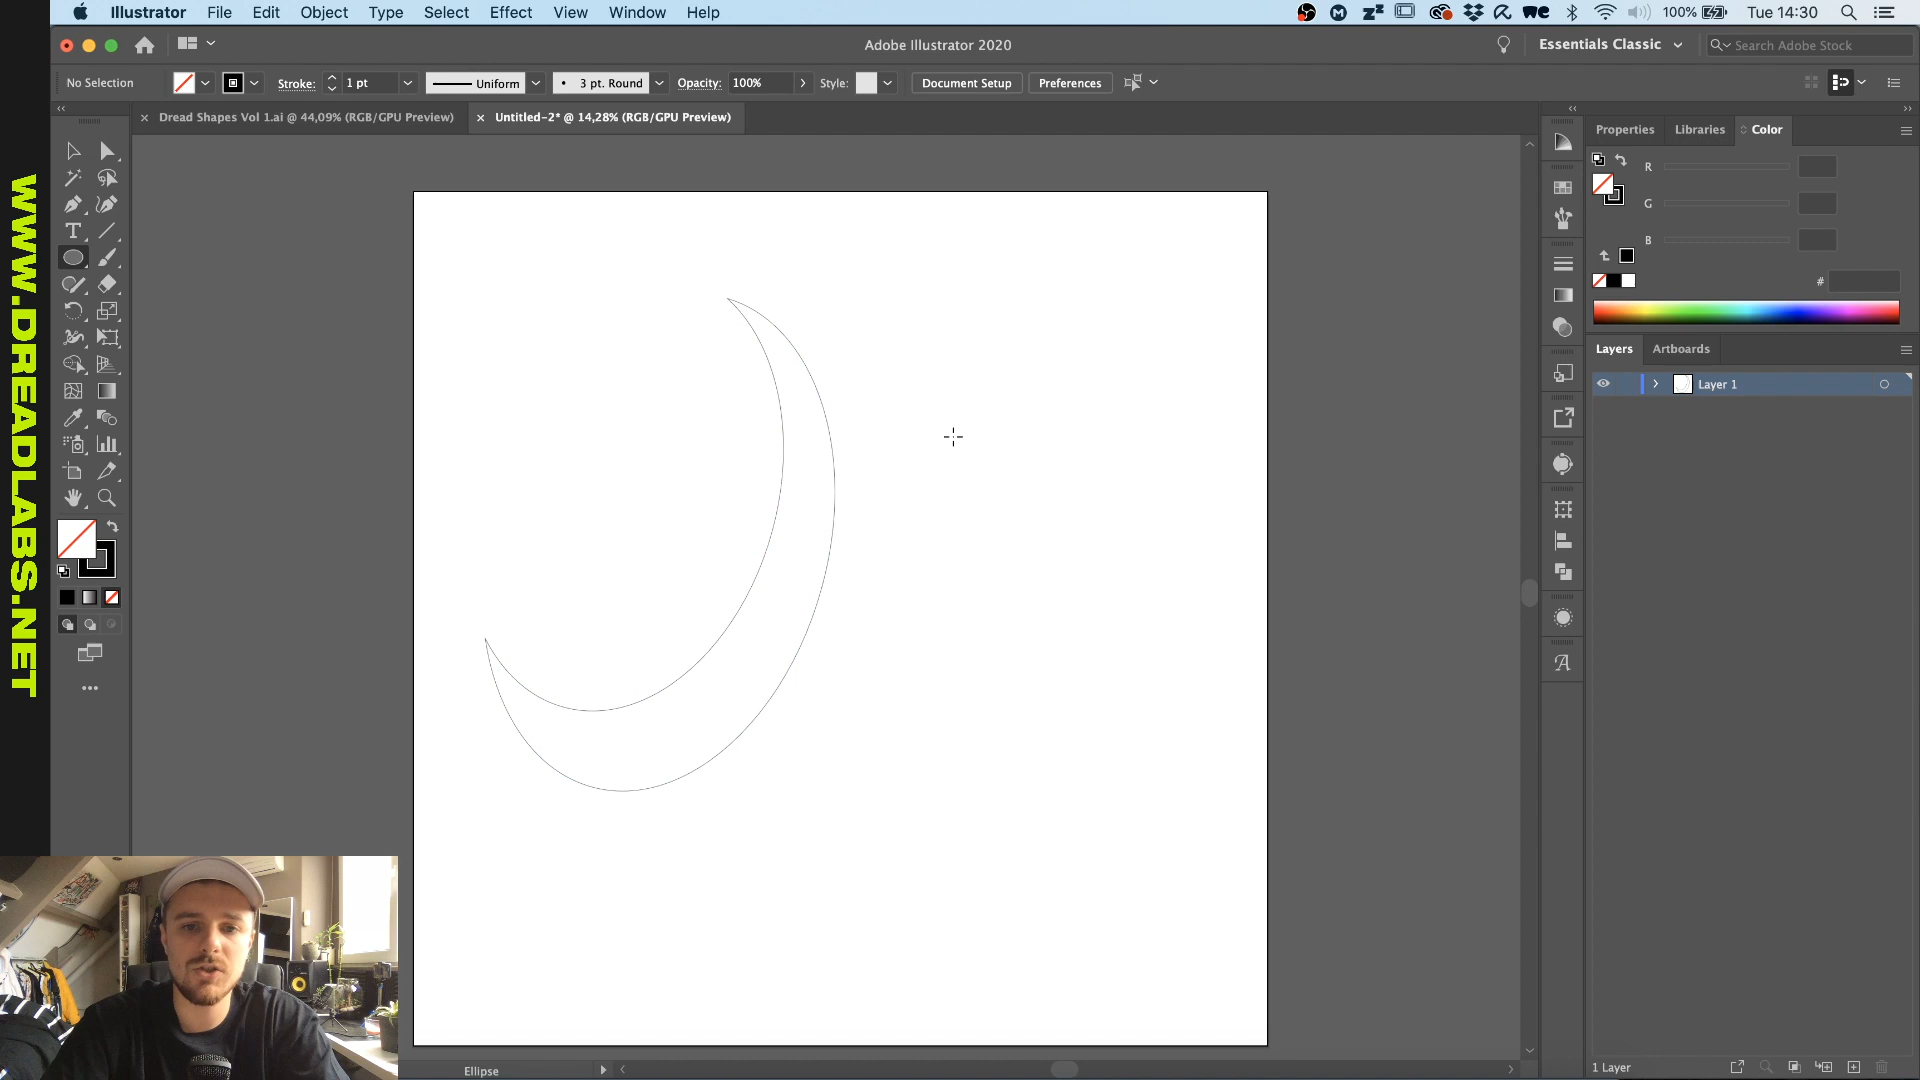 Illustrator File Edit Object Type Select Effect View Window Help 100% Tue 14:30
Adobe Illustrator 2020 Essentials Classic Search Adobe Stock
No Selection Stroke: 1 pt Uniform 3 pt. Round Opacity: 100% Style: Document Setup Preferences
Dread Shapes Vol 1.ai @ 44,09% (RGB/GPU Preview) Untitled-2* @ 14,28% (RGB/GPU Preview)
Properties Libraries Color
R
G
B
#
Layers Artboards
Layer 1
WWW.DREADLABS.NET
Ellipse
1 Layer